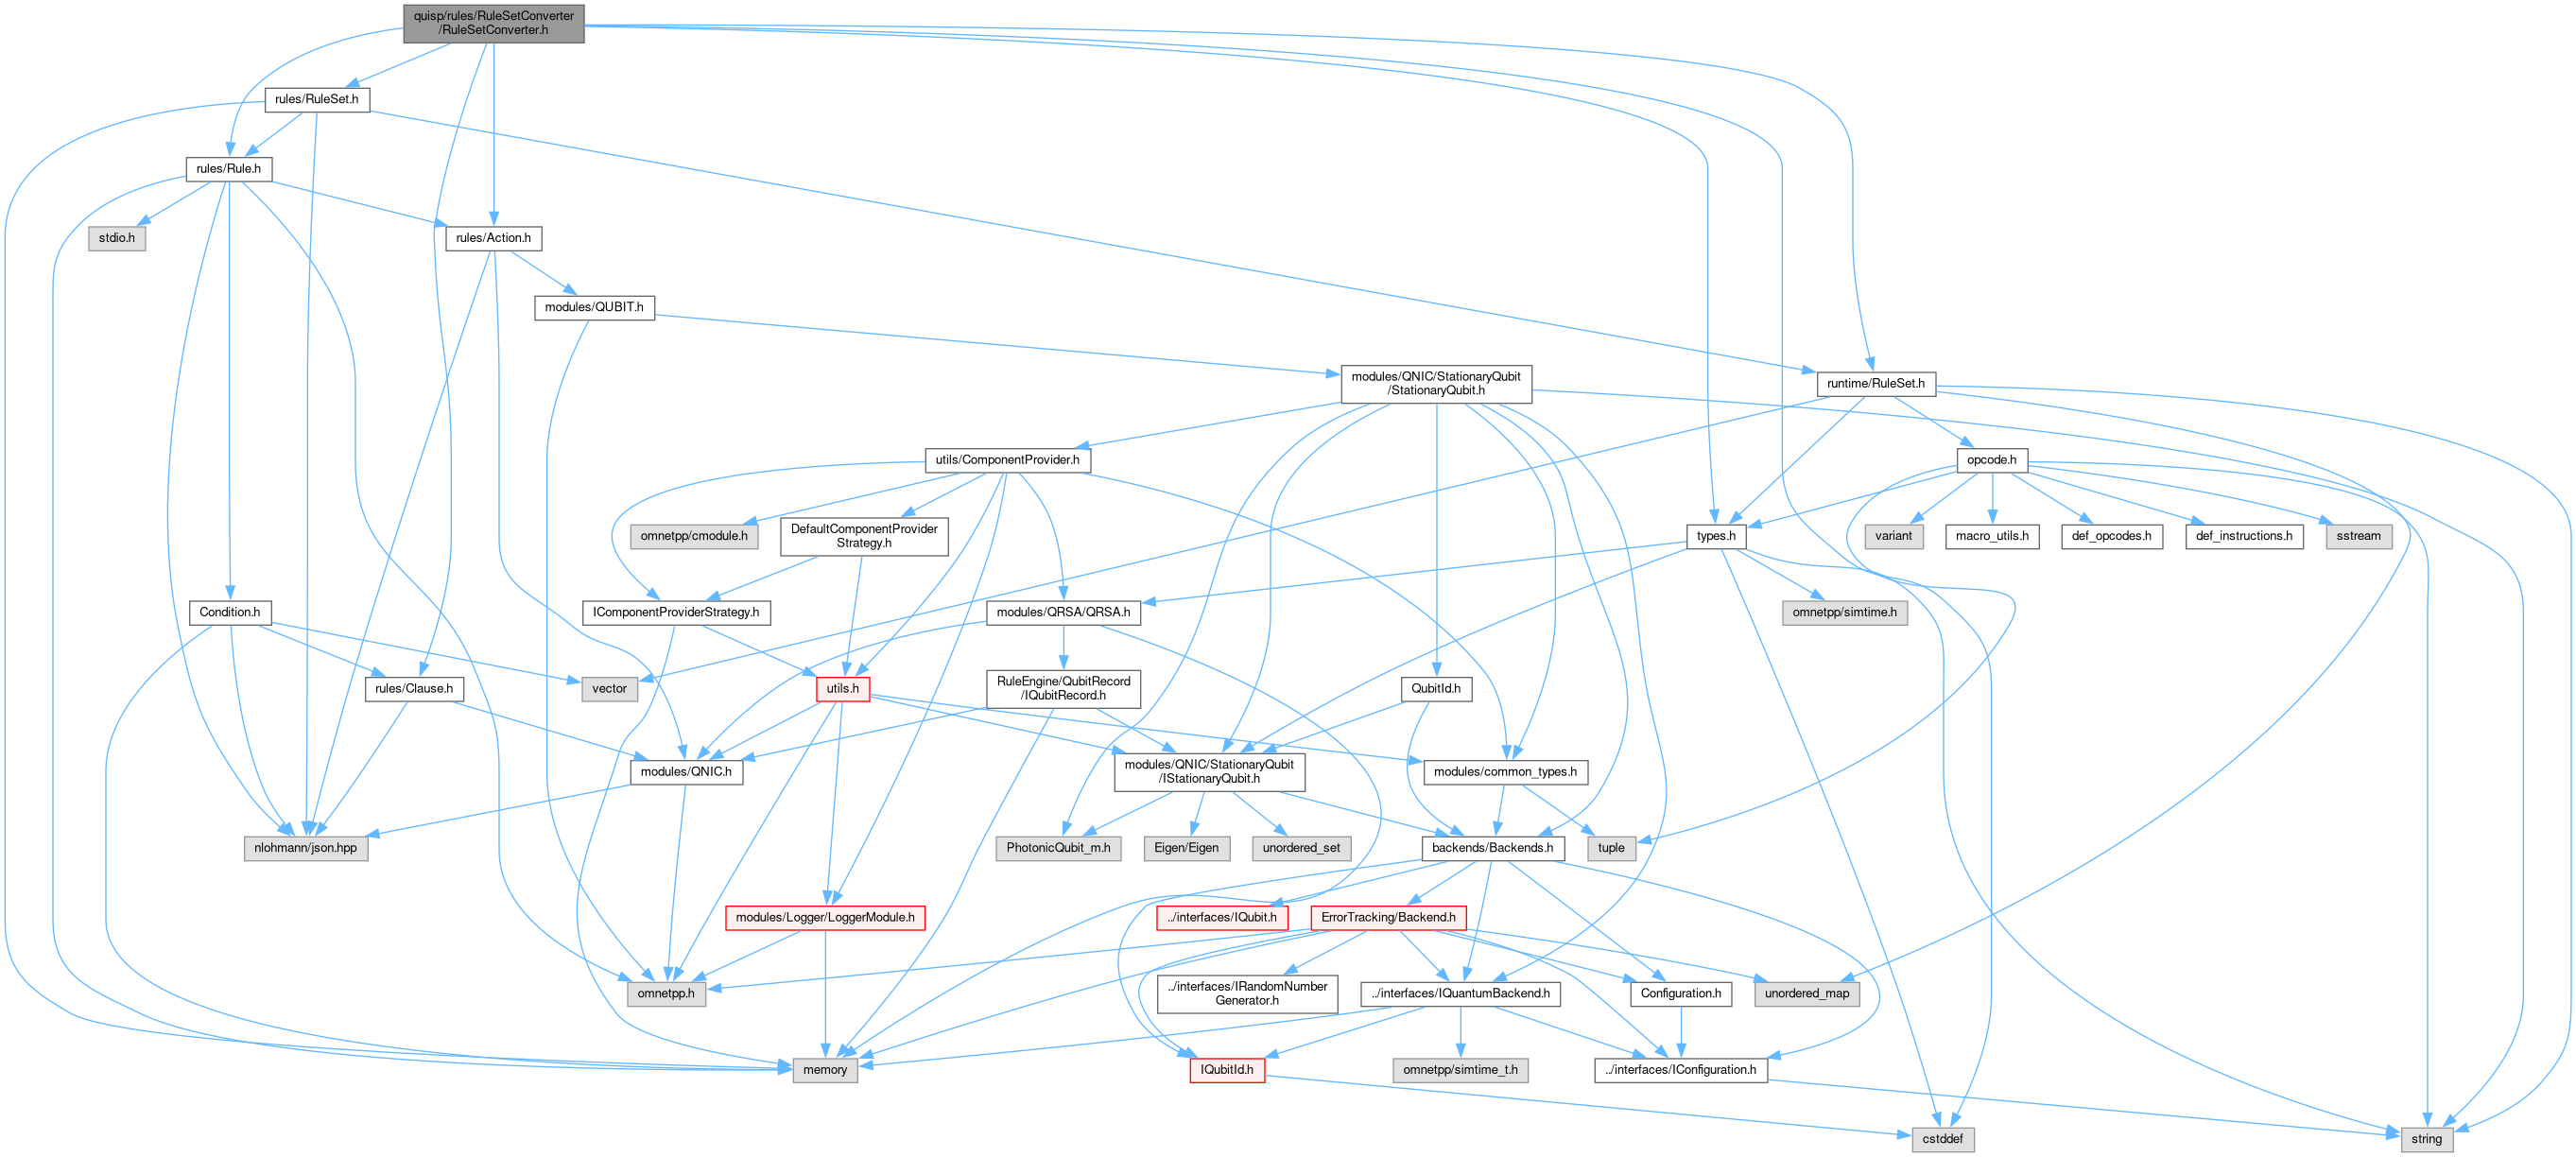 quisp/rules/RuleSetConverter
/RuleSetConverter.h
rules/RuleSet.h
rules/Rule.h
stdio.h
rules/Action.h
modules/QUBIT.h
modules/QNIC/StationaryQubit
/StationaryQubit.h
runtime/RuleSet.h
utils/ComponentProvider.h
opcode.h
omnetpp/cmodule.h
DefaultComponentProvider
Strategy.h
types.h
variant
macro_utils.h
def_opcodes.h
def_instructions.h
sstream
Condition.h
IComponentProviderStrategy.h
modules/QRSA/QRSA.h
omnetpp/simtime.h
rules/Clause.h
vector
utils.h
RuleEngine/QubitRecord
/IQubitRecord.h
QubitId.h
modules/QNIC.h
modules/QNIC/StationaryQubit
/IStationaryQubit.h
modules/common_types.h
nlohmann/json.hpp
PhotonicQubit_m.h
Eigen/Eigen
unordered_set
backends/Backends.h
tuple
modules/Logger/LoggerModule.h
../interfaces/IQubit.h
ErrorTracking/Backend.h
omnetpp.h
../interfaces/IRandomNumber
Generator.h
../interfaces/IQuantumBackend.h
Configuration.h
unordered_map
memory
IQubitId.h
omnetpp/simtime_t.h
../interfaces/IConfiguration.h
cstddef
string